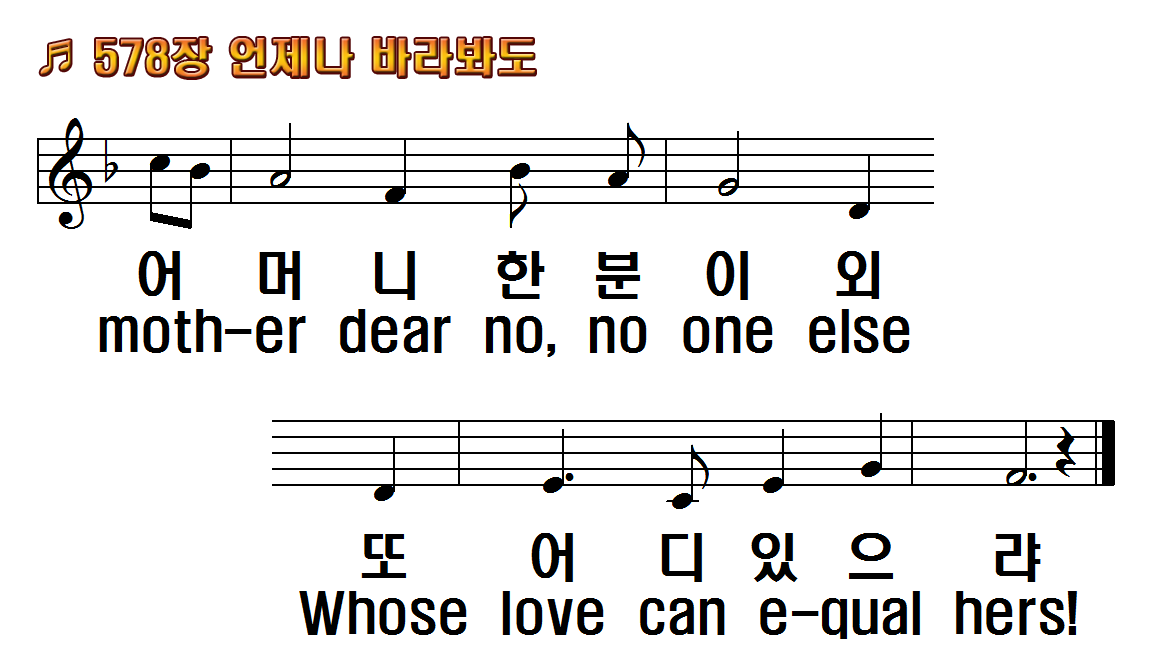 ♬ 578장 언제나 바라봐도
어 머 니 한 분 이 외
moth-er dear no, no one else
또 어 디 있 으 랴
Whose love can e-qual hers!